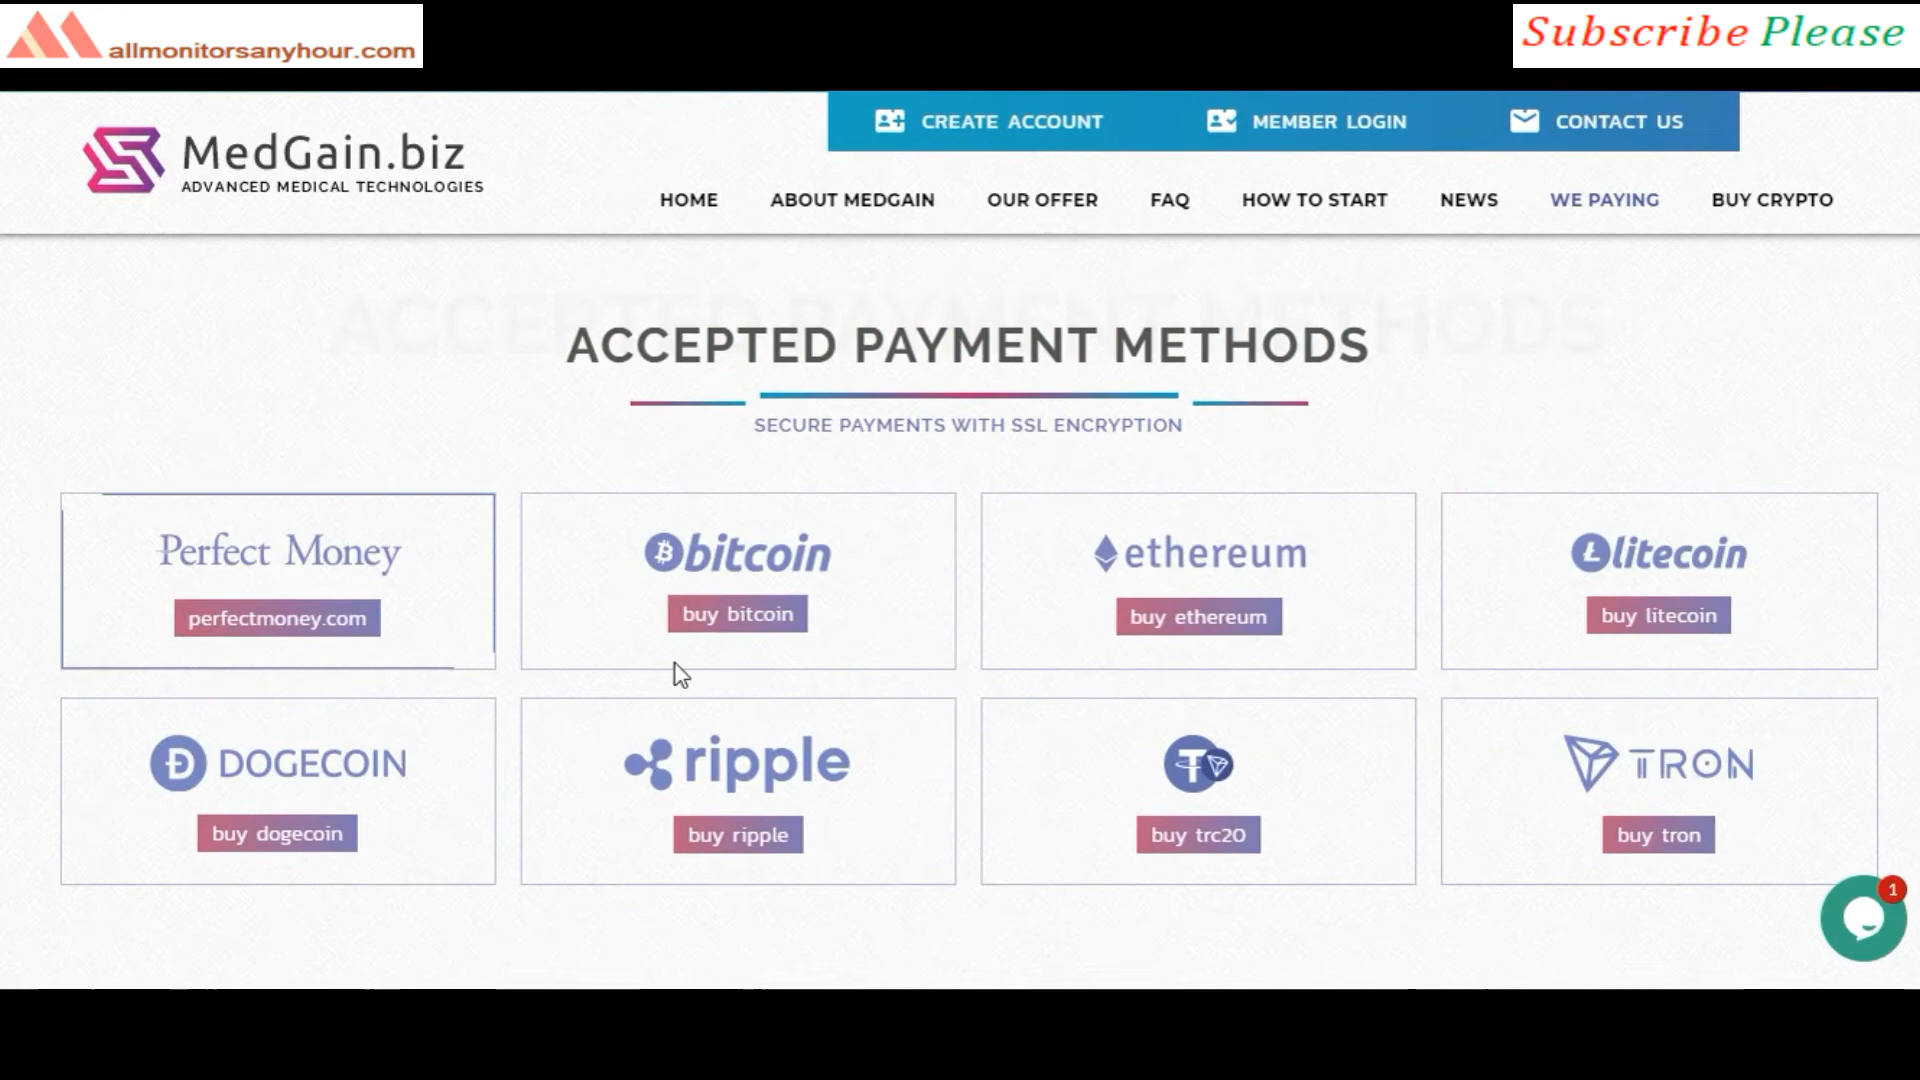 allmonitorsanyhour.com
Subscribe Please
CREATE ACCOUNT MEMBER LOGIN CONTACT US
MedGain.biz
ADVANCED MEDICAL TECHNOLOGIES
HOME ABOUT MEDGAIN OUR OFFER FAQ HOW TO START NEWS WE PAYING BUY CRYPTO
ACCEPTED PAYMENT METHODS
ACCEPTED PAYMENT METHODS
SECURE PAYMENTS WITH SSL ENCRYPTION
Perfect Money bitcoin ethereum litecoin
perfectmoney.com buy bitcoin buy ethereum buy litecoin
DOGECOIN ripple TRON
buy dogecoin buy ripple buy trc20 buy tron
1